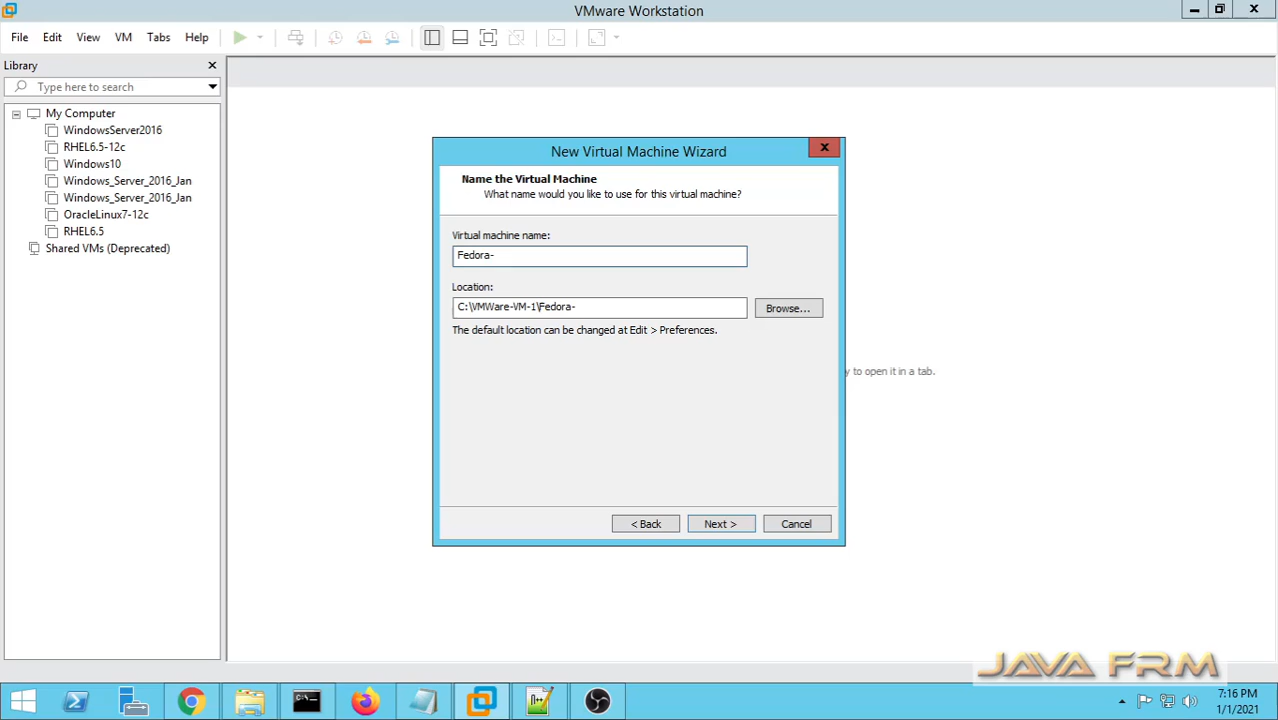 VMware Workstation
File Edit View VM Tabs Help
Library
Type here to search
My Computer
WindowsServer2016
RHEL6.5-12c
Windows10
Windows_Server_2016_Jan
Windows_Server_2016_Jan
OracleLinux7-12c
RHEL6.5
Shared VMs (Deprecated)
New Virtual Machine Wizard
Name the Virtual Machine
What name would you like to use for this virtual machine?
Virtual machine name:
Fedora-
Location:
C:\VMWare-VM-1\Fedora-
Browse...
The default location can be changed at Edit > Preferences.
y to open it in a tab.
< Back
Next >
Cancel
JAVA FRM
7:16 PM
1/1/2021